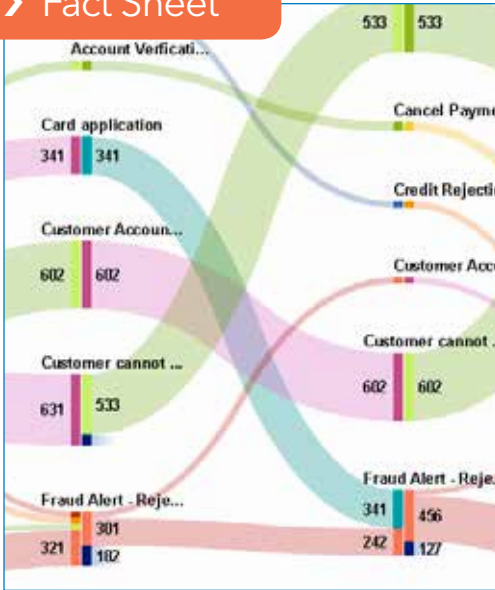 Fact Sheet
533 533
Account Verficati...
Cancel Payme
Card application
341 341
Credit Rejecti
Customer Accoun...
602 602
Customer Acc
Customer cannot ...
602 602
Customer cannot ...
631 533
Fraud Alert - Reje...
341 456
242 127
Fraud Alert - Reje...
301
321 182